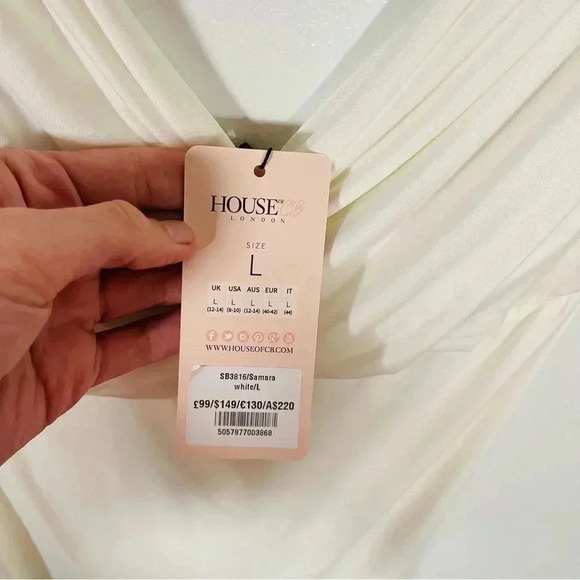 HOUSE OF CB
LONDON
SIZE
L
UK USA AUS EUR IT
L L L L L
(12-14) (8-10) (12-14) (40-42) (44)
WWW.HOUSEOFCB.COM
SB3816/Samara
white/L
£99/$149/€130/A$220
5057877003868